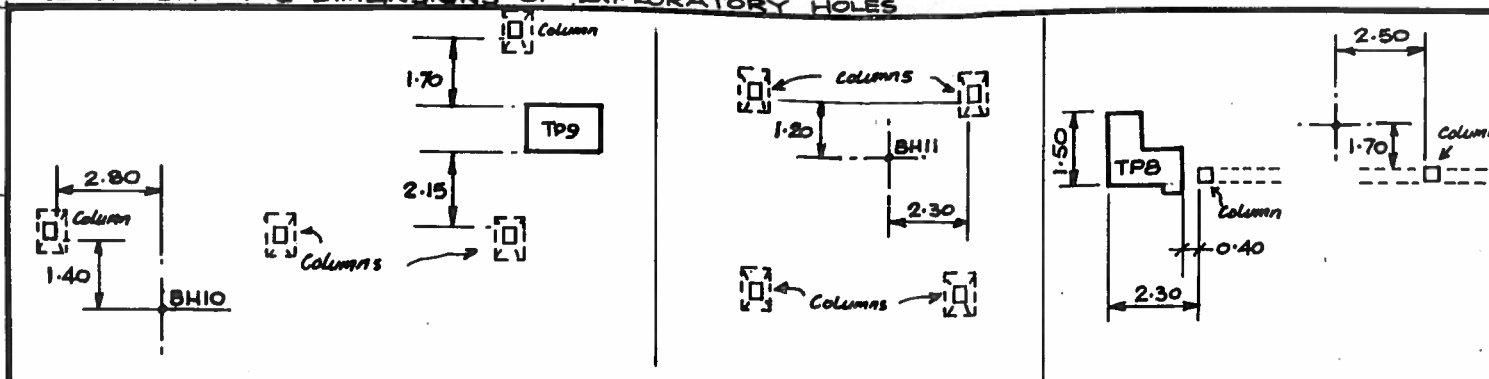 DIMENSIONS OF EXPLORATORY HOLES
Column
1.70
TP9
2.15
2.80
Column
1.40
BH10
Columns
Columns
1.20
BH11
2.30
Columns
2.50
1.50
TP8
1.70
Column
Column
0.40
2.30